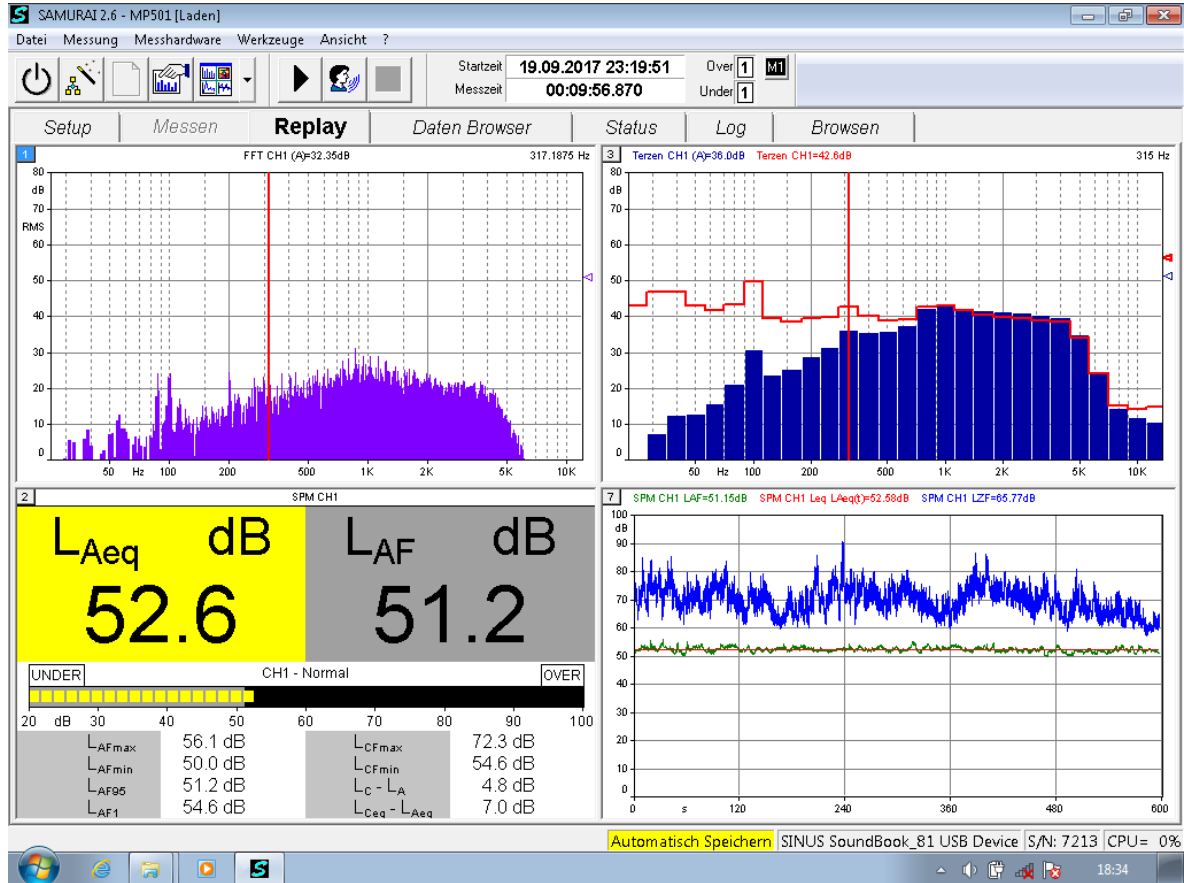 SAMURAI 2.6 - MP501 [Laden]
Datei Messung Messhardware Werkzeuge Ansicht ?
Startzeit 19.09.2017 23:19:51 Over 1 M1
Messzeit 00:09:56.870 Under 1
Setup Messen Replay Daten Browser Status Log Browsen
1 FFT CH1 (A)=32.35dB 317.1875 Hz
80
dB
70
RMS
60
50
40
30
20
10
0
50 Hz 100 200 500 1K 2K 5K 10K
3 Terzen CH1 (A)=36.0dB Terzen CH1=42.6dB 315 Hz
80
dB
70
60
50
40
30
20
10
0
50 Hz 100 200 500 1K 2K 5K 10K
2 SPM CH1
LAeq dB LAF dB
52.6 51.2
UNDER CH1 - Normal OVER
20 dB 30 40 50 60 70 80 90 100
LAFmax 56.1 dB LCFmax 72.3 dB
LAFmin 50.0 dB LCFmin 54.6 dB
LAF95 51.2 dB LC - LA 4.8 dB
LAF1 54.6 dB LCeq - LAeq 7.0 dB
7 SPM CH1 LAF=51.15dB SPM CH1 Leq LAeq(t)=52.58dB SPM CH1 LZF=65.77dB
100
dB
90
80
70
60
50
40
30
20
10
0
0 s 120 240 360 480 600
Automatisch Speichern SINUS SoundBook_81 USB Device S/N: 7213 CPU= 0%
18:34